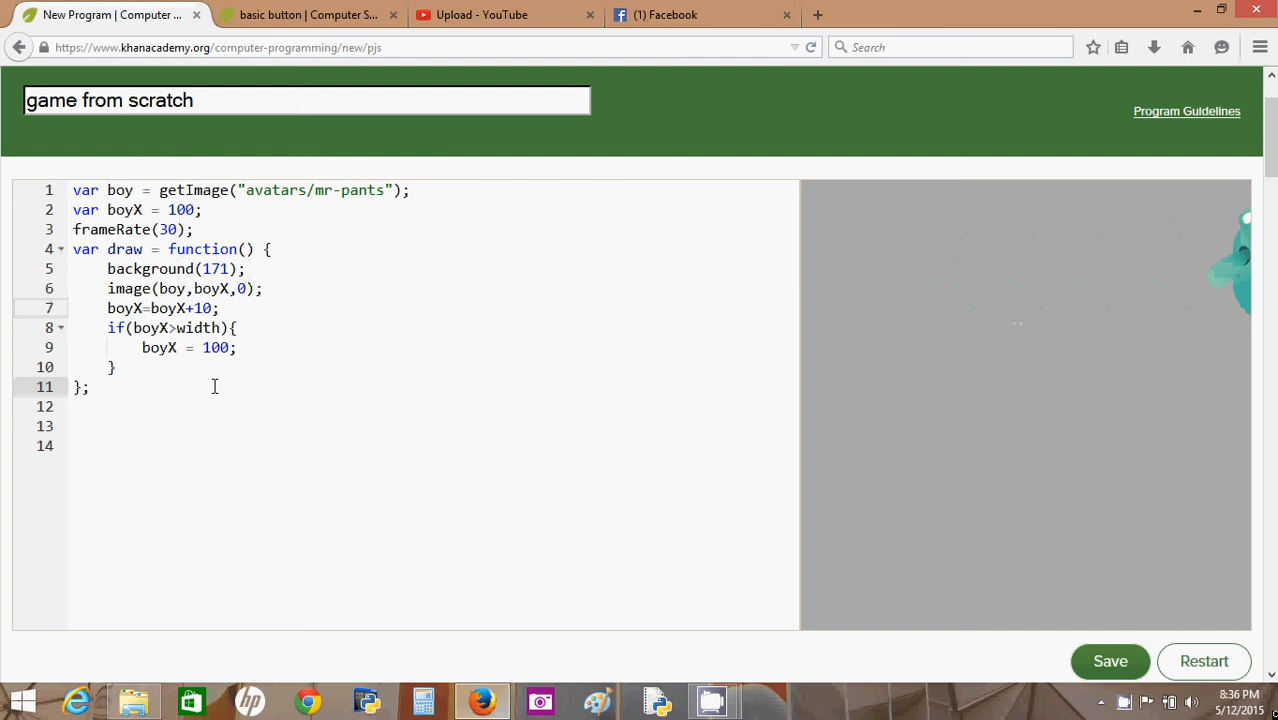 New Program | Computer ...
basic button | Computer S...
Upload - YouTube
(1) Facebook
https://www.khanacademy.org/computer-programming/new/pjs
Search
game from scratch
Program Guidelines
1 var boy = getImage("avatars/mr-pants");
2 var boyX = 100;
3 frameRate(30);
4 var draw = function() {
5 background(171);
6 image(boy,boyX,0);
7 boyX=boyX+10;
8 if(boyX>width){
9 boyX = 100;
10 }
11 };
12
13
14
Save
Restart
hp
8:36 PM
5/12/2015